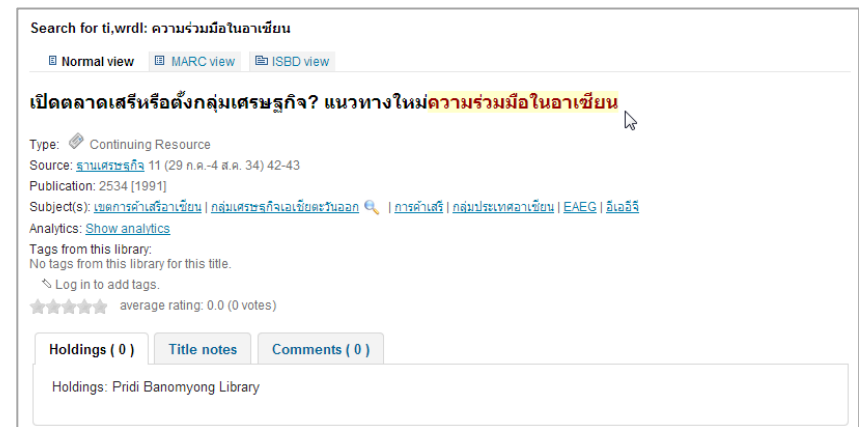 Search for ti,wrdl: ความร่วมมือในอาเซียน
Normal view MARC view ISBD view
เปิดตลาดเสรีหรือตั้งกลุ่มเศรษฐกิจ? แนวทางใหม่ความร่วมมือในอาเซียน
Type: Continuing Resource
Source: ฐานเศรษฐกิจ 11 (29 ก.ค.-4 ส.ค. 34) 42-43
Publication: 2534 [1991]
Subject(s): เขตการค้าเสรีอาเซียน | กลุ่มเศรษฐกิจเอเชียตะวันออก | การค้าเสรี | กลุ่มประเทศอาเซียน | EAEG | อีเออีจี
Analytics: Show analytics
Tags from this library:
No tags from this library for this title.
Log in to add tags.
average rating: 0.0 (0 votes)
Holdings ( 0 ) Title notes Comments ( 0 )
Holdings: Pridi Banomyong Library